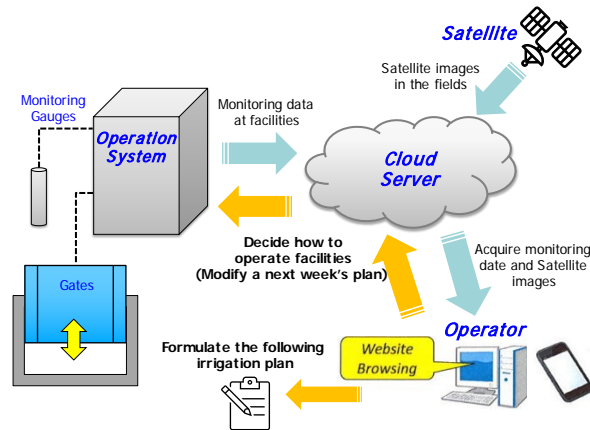 Satellite
Satellite images
in the fields
Monitoring
Gauges
Operation
System
Monitoring data
at facilities
Cloud
Server
Decide how to
operate facilities
(Modify a next week's plan)
Acquire monitoring
date and Satellite
images
Gates
Operator
Formulate the following
irrigation plan
Website
Browsing